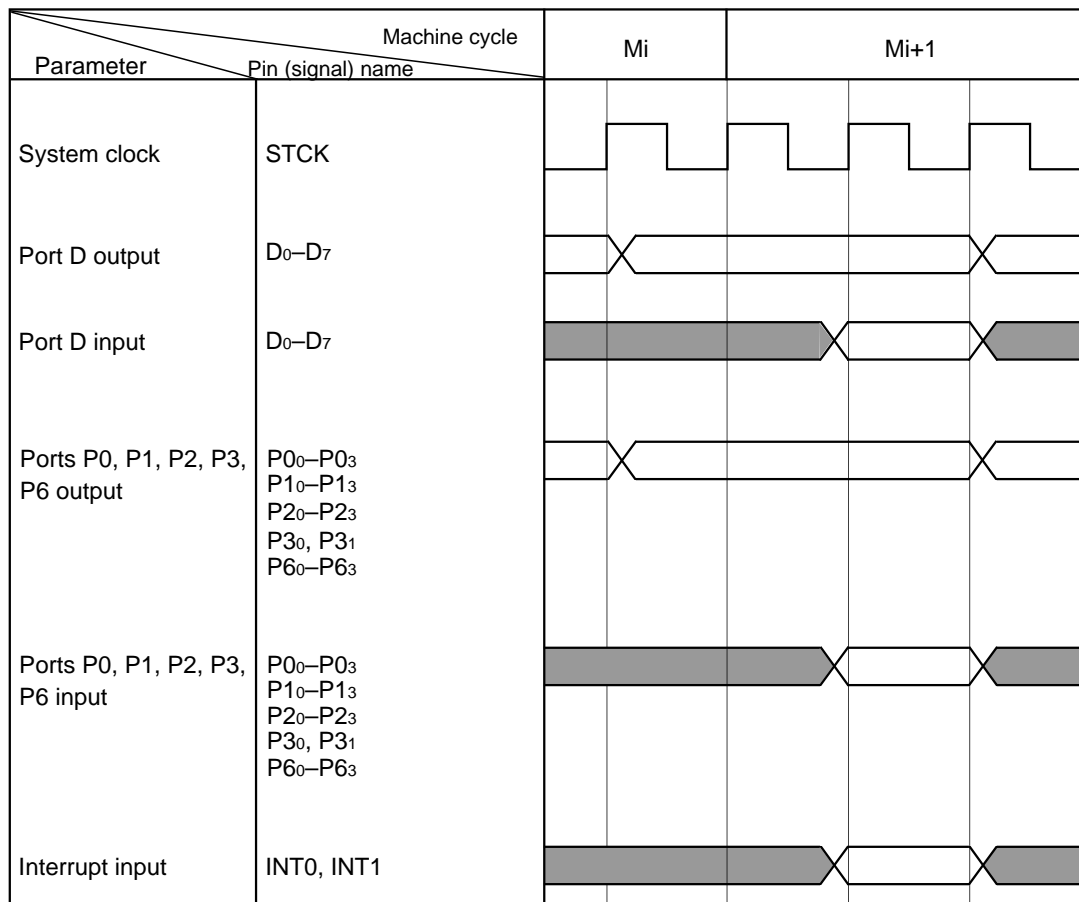 Machine cycle
Parameter
Pin (signal) name
Mi
Mi+1
System clock
STCK
Port D output
D0–D7
Port D input
D0–D7
Ports P0, P1, P2, P3,
P6 output
P00–P03
P10–P13
P20–P23
P30, P31
P60–P63
Ports P0, P1, P2, P3,
P6 input
P00–P03
P10–P13
P20–P23
P30, P31
P60–P63
Interrupt input
INT0, INT1